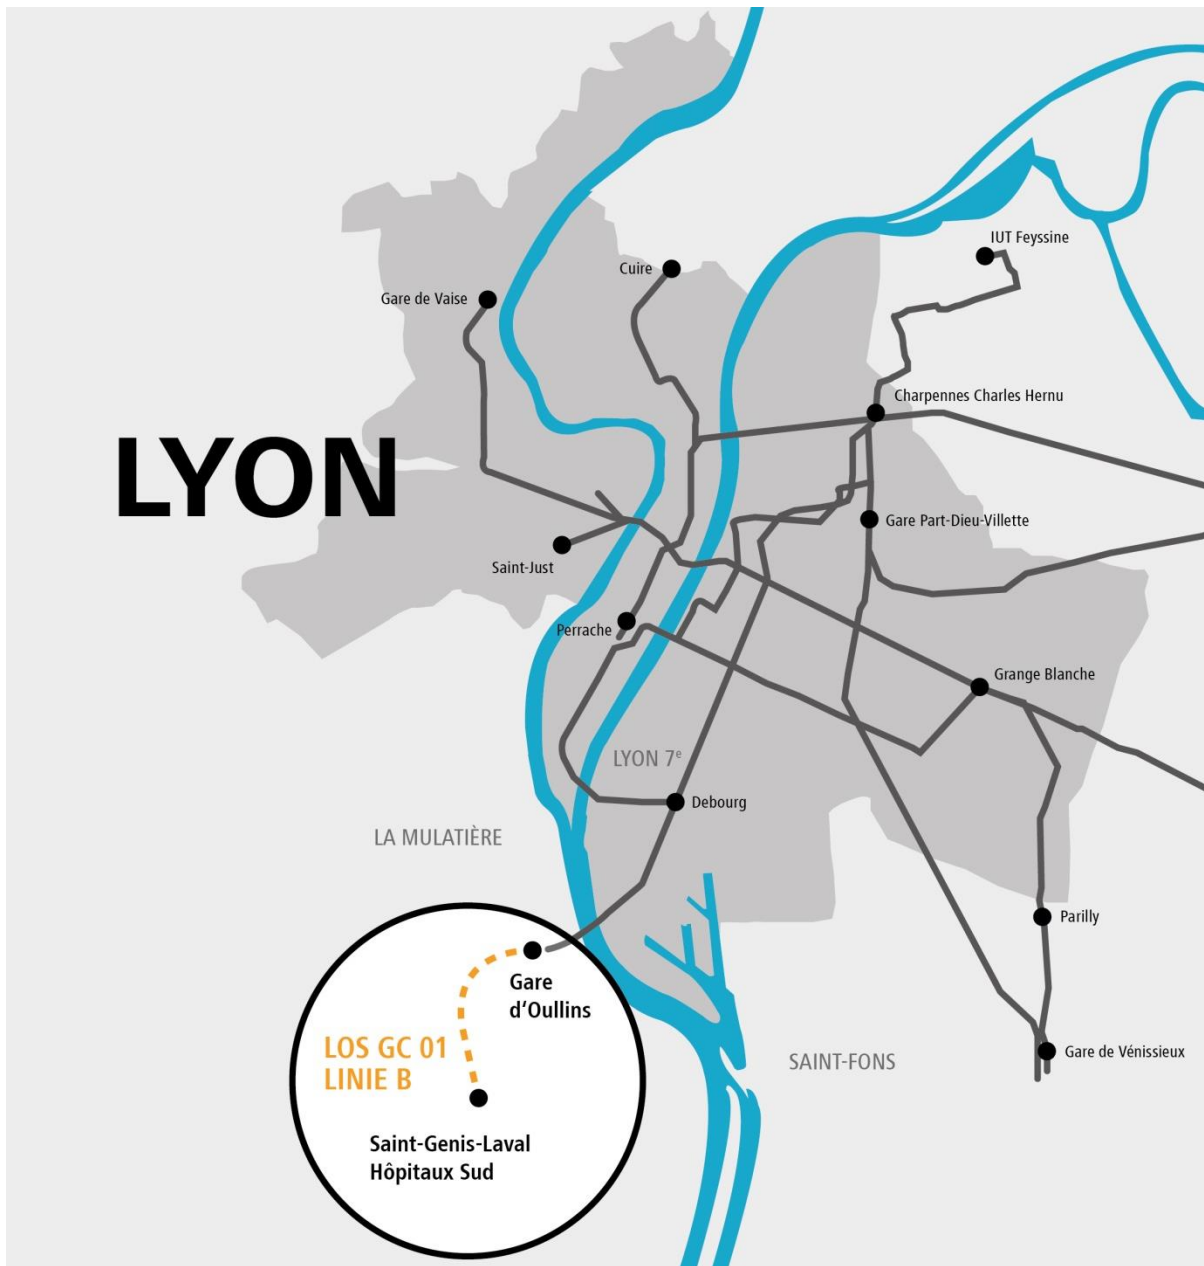 IUT Feyssine
Cuire
Gare de Vaise
Charpennes Charles Hernu
LYON
Gare Part-Dieu-Villette
Saint-Just
Perrache
Grange Blanche
LYON 7e
Debourg
LA MULATIÈRE
Parilly
Gare
d‘Oullins
LOS GC 01
LINIE B
Gare de Vénissieux
SAINT-FONS
Saint-Genis-Laval
Hôpitaux Sud